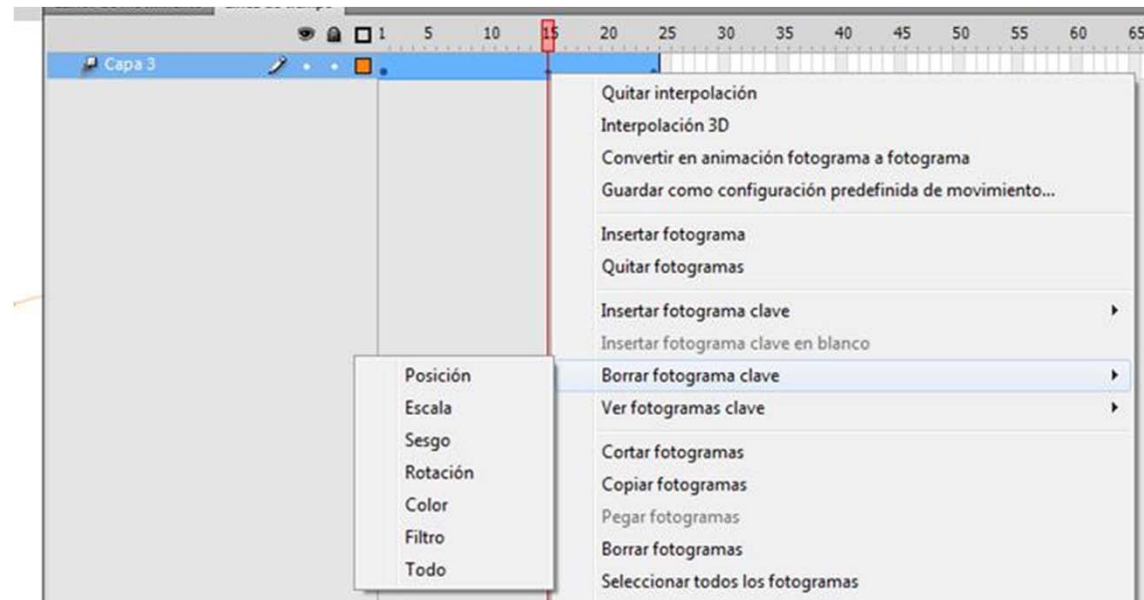 1 5 10 15 20 25 30 35 40 45 50 55 60 65
Capa 3
Quitar interpolación
Interpolación 3D
Convertir en animación fotograma a fotograma
Guardar como configuración predefinida de movimiento...
Insertar fotograma
Quitar fotogramas
Insertar fotograma clave
Insertar fotograma clave en blanco
Borrar fotograma clave
Ver fotogramas clave
Cortar fotogramas
Copiar fotogramas
Pegar fotogramas
Borrar fotogramas
Seleccionar todos los fotogramas
Posición
Escala
Sesgo
Rotación
Color
Filtro
Todo